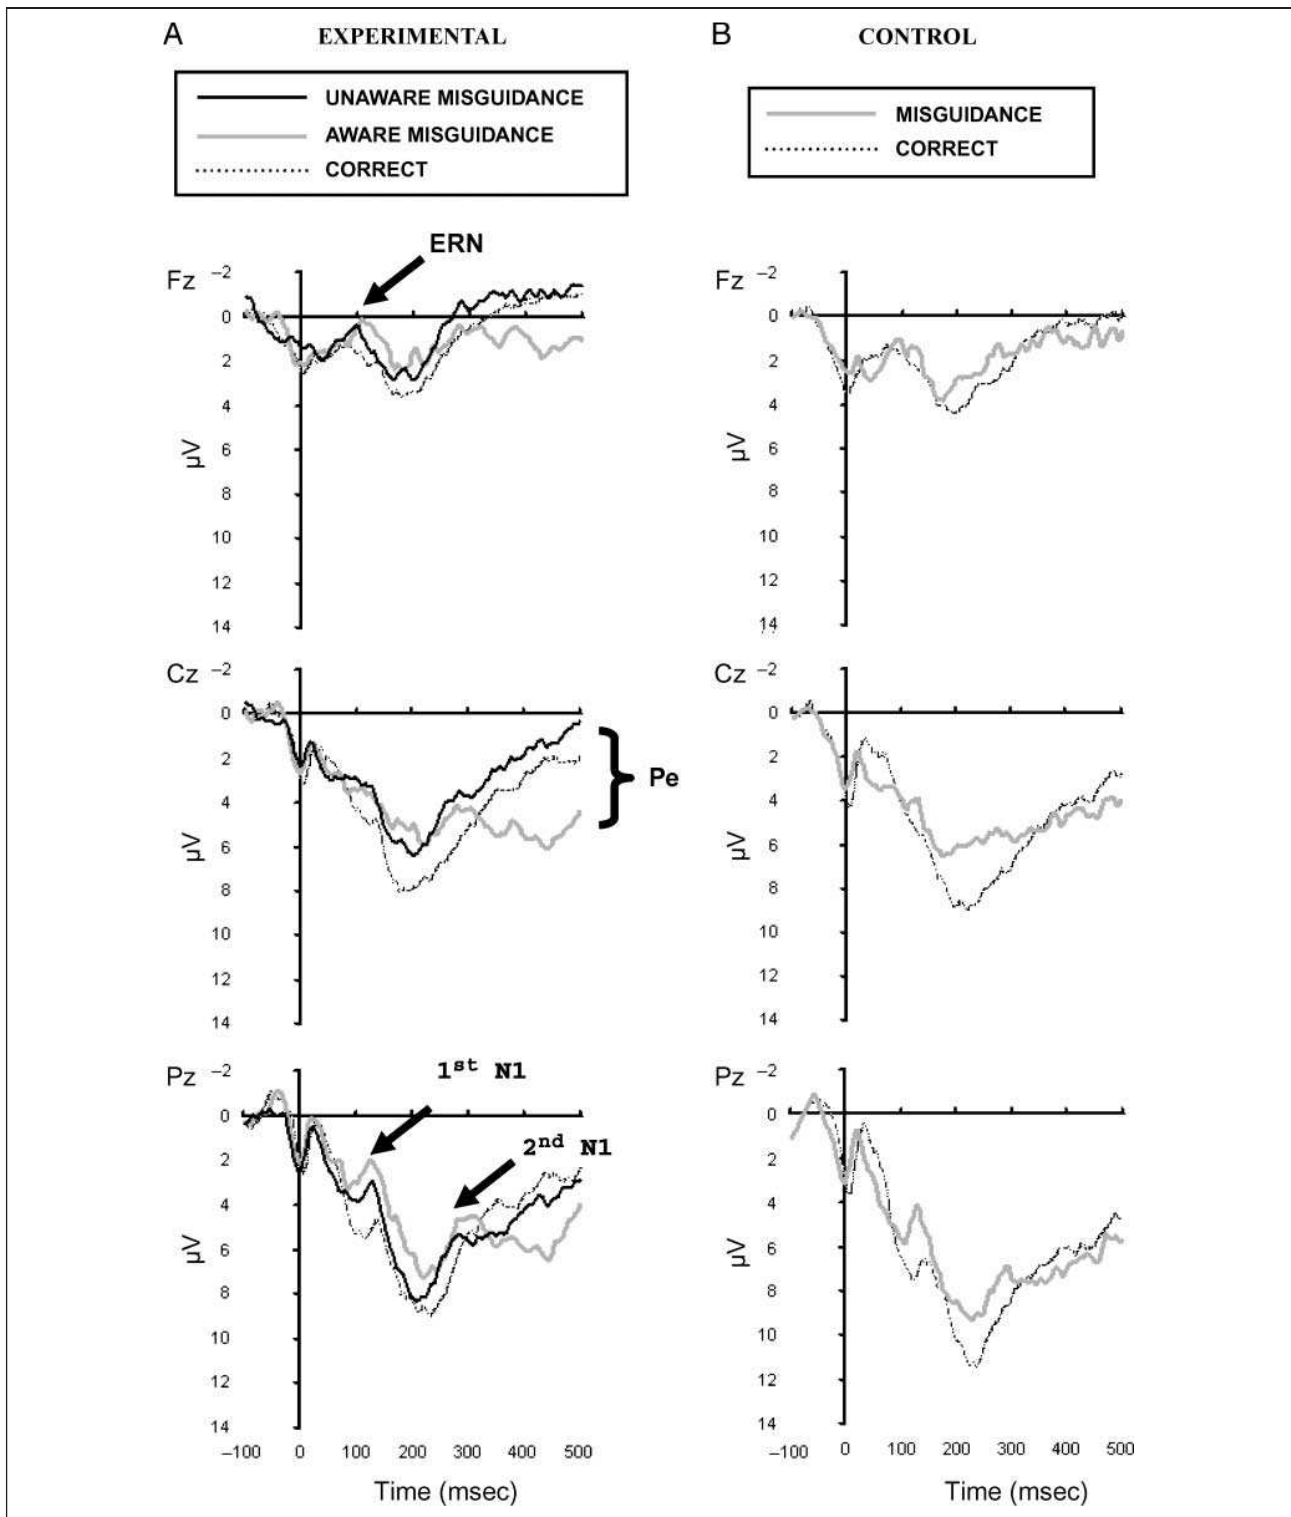 A EXPERIMENTAL
UNAWARE MISGUIDANCE
AWARE MISGUIDANCE
CORRECT
ERN
Fz
−2
0
2
4
6
8
10
12
14
µV
Cz
−2
0
2
4
6
8
10
12
14
µV
Pe
Pz
−2
0
2
4
6
8
10
12
14
µV
1st N1
2nd N1
−100 0 100 200 300 400 500
Time (msec)
B CONTROL
MISGUIDANCE
CORRECT
Fz
−2
0
2
4
6
8
10
12
14
µV
Cz
−2
0
2
4
6
8
10
12
14
µV
Pz
−2
0
2
4
6
8
10
12
14
µV
−100 0 100 200 300 400 500
Time (msec)